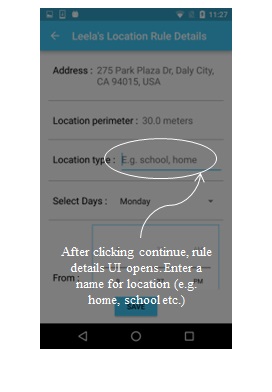 11:27
Leela's Location Rule Details
Address : 275 Park Plaza Dr, Daly City,
CA 94015, USA
Location perimeter : 30.0 meters
Location type : E.g. school, home
Select Days : Monday
After clicking continue, rule
details UI opens. Enter a
name for location (e.g.
home, school etc.)
From :
PM
SAVE